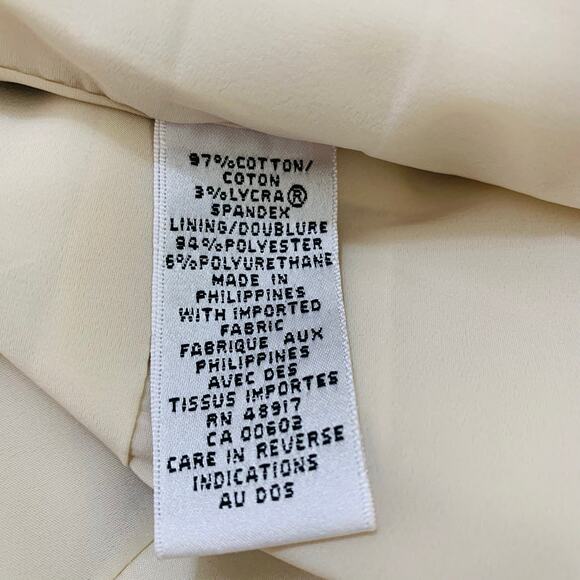 97%COTTON/
COTON
3%LYCRA®
SPANDEX
LINING/DOUBLURE
94%POLYESTER
6%POLYURETHANE
MADE IN
PHILIPPINES
WITH IMPORTED
FABRIC
FABRIQUE AUX
PHILIPPINES
AVEC DES
TISSUS IMPORTES
RN 48917
CA 00602
CARE IN REVERSE
INDICATIONS
AU DOS